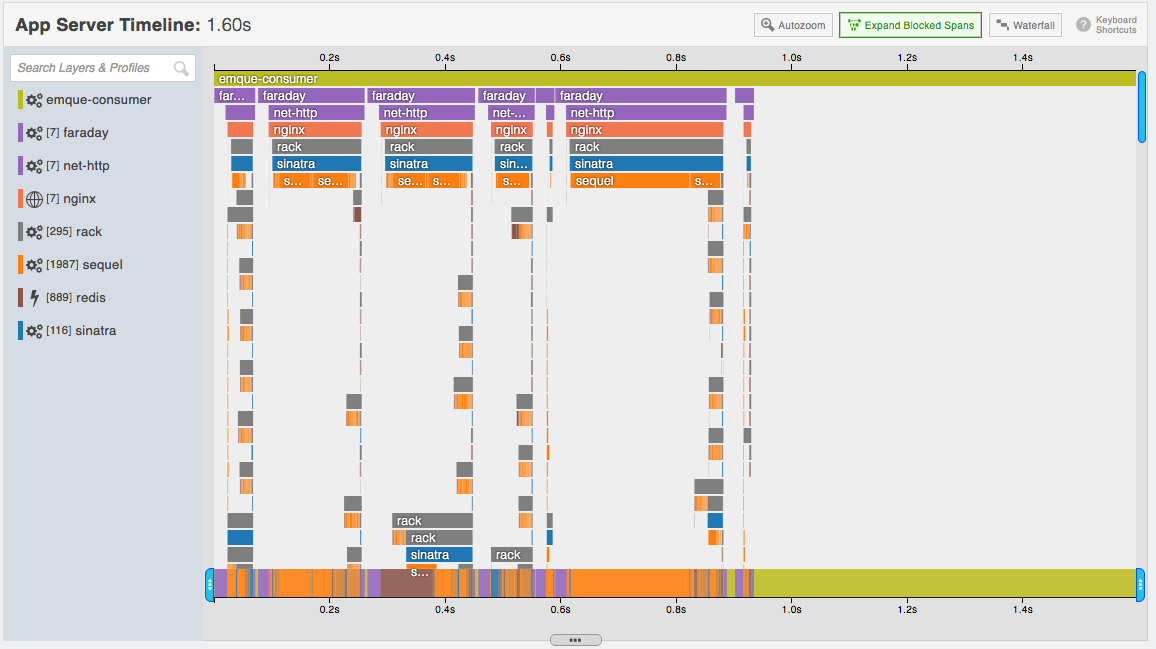 App Server Timeline: 1.60s
Autozoom
Expand Blocked Spans
Waterfall
? Keyboard Shortcuts
Search Layers & Profiles
emque-consumer
[7] faraday
[7] net-http
[7] nginx
[295] rack
[1987] sequel
[889] redis
[116] sinatra
0.2s 0.4s 0.6s 0.8s 1.0s 1.2s 1.4s
emque-consumer
far... faraday faraday faraday faraday
net-http net-http net-... net-http
nginx nginx nginx nginx
rack rack rack rack
sinatra sinatra sin... sinatra
s... se... se... s... s... sequel s...
rack
rack
sinatra rack
s...
0.2s 0.4s 0.6s 0.8s 1.0s 1.2s 1.4s